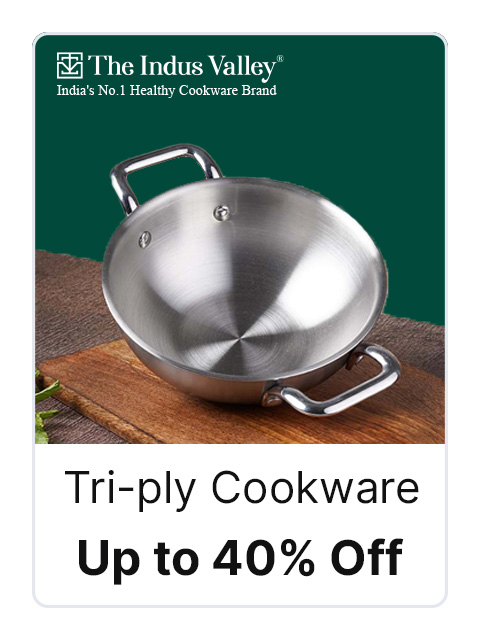 The Indus Valley®
India's No.1 Healthy Cookware Brand
Tri-ply Cookware
Up to 40% Off